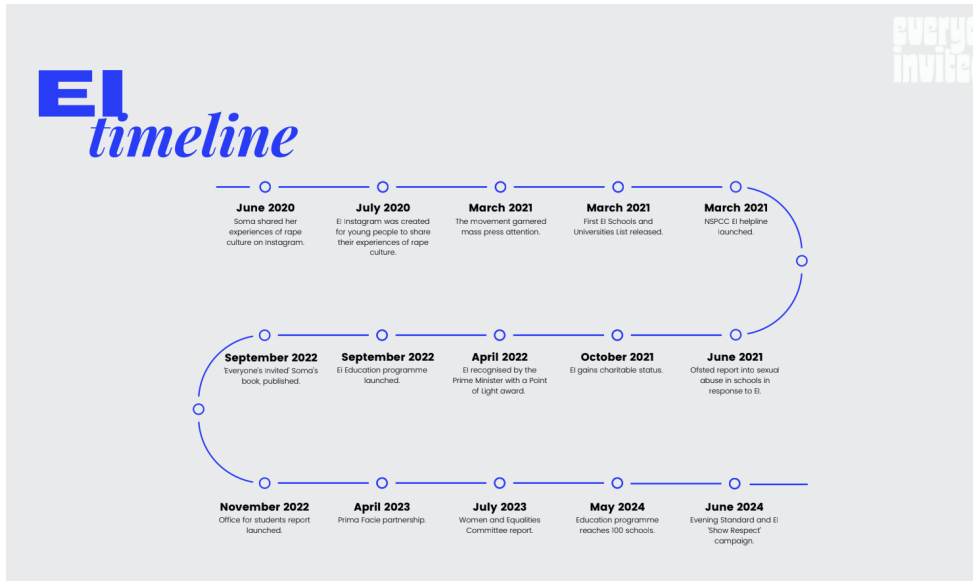 everyo
invite
EI
timeline
June 2020
Soma shared her
experiences of rape
culture on Instagram.
July 2020
EI Instagram was created
for young people to share
their experiences of rape
culture.
March 2021
The movement garnered
mass press attention.
March 2021
First EI Schools and
Universities List released.
March 2021
NSPCC EI helpline
launched.
June 2021
Ofsted report into sexual
abuse in schools in
response to EI.
October 2021
EI gains charitable status.
April 2022
EI recognised by the
Prime Minister with a Point
of Light award.
September 2022
EI Education programme
launched.
September 2022
'Everyone's Invited' Soma's
book, published.
November 2022
Office for students report
launched.
April 2023
Prima Facie partnership.
July 2023
Women and Equalities
Committee report.
May 2024
Education programme
reaches 100 schools.
June 2024
Evening Standard and EI
'Show Respect'
campaign.